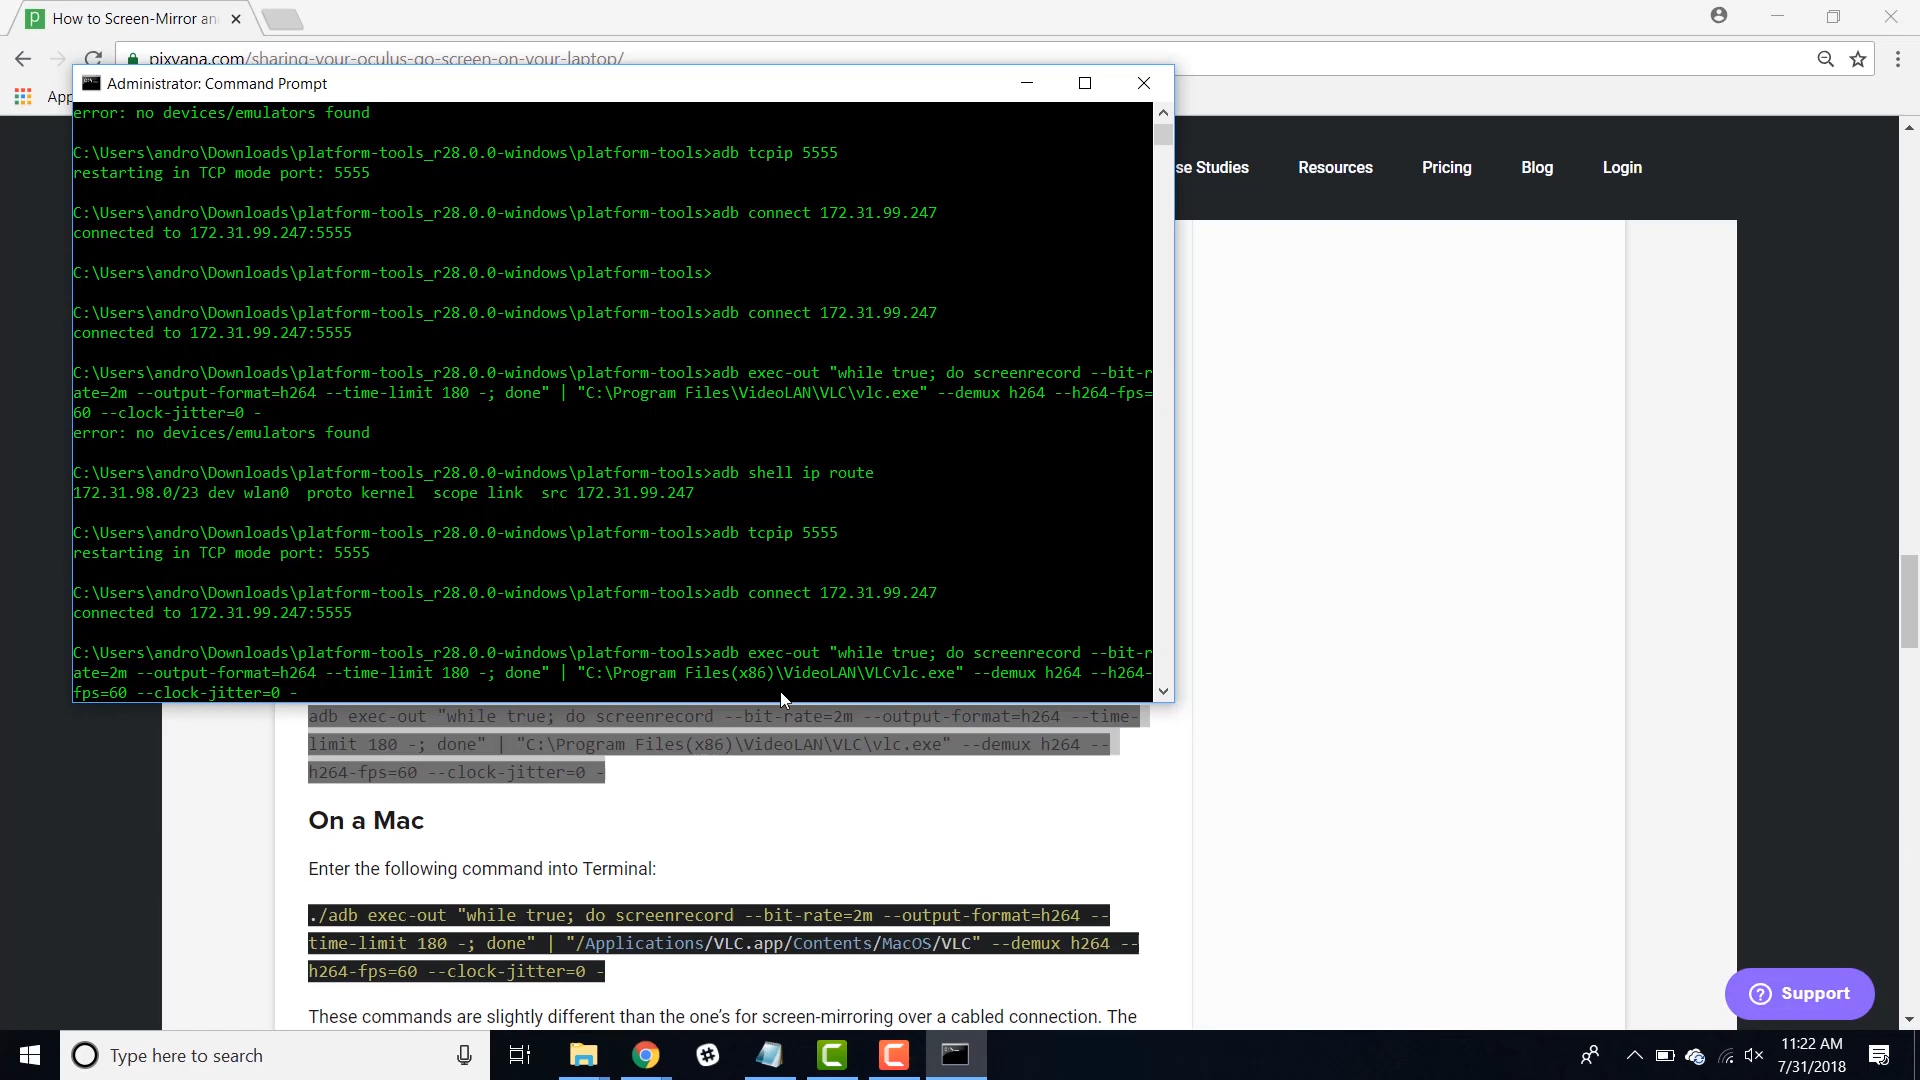 How to Screen-Mirror an
pixvana.com/sharing-your-oculus-go-screen-on-your-laptop/
App
Administrator: Command Prompt
error: no devices/emulators found
C:\Users\andro\Downloads\platform-tools_r28.0.0-windows\platform-tools>adb tcpip 5555
restarting in TCP mode port: 5555
C:\Users\andro\Downloads\platform-tools_r28.0.0-windows\platform-tools>adb connect 172.31.99.247
connected to 172.31.99.247:5555
C:\Users\andro\Downloads\platform-tools_r28.0.0-windows\platform-tools>
C:\Users\andro\Downloads\platform-tools_r28.0.0-windows\platform-tools>adb connect 172.31.99.247
connected to 172.31.99.247:5555
C:\Users\andro\Downloads\platform-tools_r28.0.0-windows\platform-tools>adb exec-out "while true; do screenrecord --bit-r
ate=2m --output-format=h264 --time-limit 180 -; done" | "C:\Program Files\VideoLAN\VLC\vlc.exe" --demux h264 --h264-fps=
60 --clock-jitter=0 -
error: no devices/emulators found
C:\Users\andro\Downloads\platform-tools_r28.0.0-windows\platform-tools>adb shell ip route
172.31.98.0/23 dev wlan0  proto kernel  scope link  src 172.31.99.247
C:\Users\andro\Downloads\platform-tools_r28.0.0-windows\platform-tools>adb tcpip 5555
restarting in TCP mode port: 5555
C:\Users\andro\Downloads\platform-tools_r28.0.0-windows\platform-tools>adb connect 172.31.99.247
connected to 172.31.99.247:5555
C:\Users\andro\Downloads\platform-tools_r28.0.0-windows\platform-tools>adb exec-out "while true; do screenrecord --bit-r
ate=2m --output-format=h264 --time-limit 180 -; done" | "C:\Program Files(x86)\VideoLAN\VLCvlc.exe" --demux h264 --h264-
fps=60 --clock-jitter=0 -
se Studies
Resources
Pricing
Blog
Login
adb exec-out "while true; do screenrecord --bit-rate=2m --output-format=h264 --time-
limit 180 -; done" | "C:\Program Files(x86)\VideoLAN\VLC\vlc.exe" --demux h264 --
h264-fps=60 --clock-jitter=0 -
On a Mac
Enter the following command into Terminal:
./adb exec-out "while true; do screenrecord --bit-rate=2m --output-format=h264 --
time-limit 180 -; done" | "/Applications/VLC.app/Contents/MacOS/VLC" --demux h264 --
h264-fps=60 --clock-jitter=0 -
These commands are slightly different than the one's for screen-mirroring over a cabled connection. The
Support
Type here to search
11:22 AM
7/31/2018